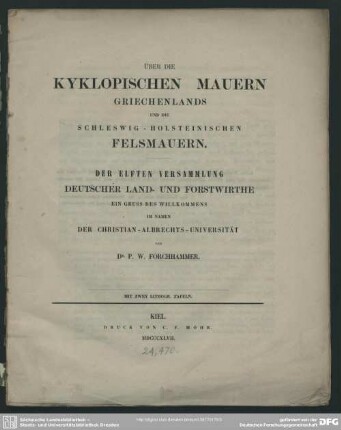 ÜBER DIE
KYKLOPISCHEN MAUERN
GRIECHENLANDS
UND DIE
SCHLESWIG-HOLSTEINISCHEN
FELSMAUERN.
DER ELFTEN VERSAMMLUNG
DEUTSCHER LAND- UND FORSTWIRTHE
EIN GRUSS DES WILLKOMMENS
IM NAMEN
DER CHRISTIAN-ALBRECHTS-UNIVERSITÄT
VON
Dr. P. W. FORCHHAMMER.
MIT ZWEI LITHOGR. TAFELN.
KIEL.
DRUCK VON C. F. MOHR.
MDCCCXLVII.
2A,970.
Sächsische Landesbibliothek -
Staats- und Universitätsbibliothek Dresden
gefördert von der
Deutschen Forschungsgemeinschaft DFG